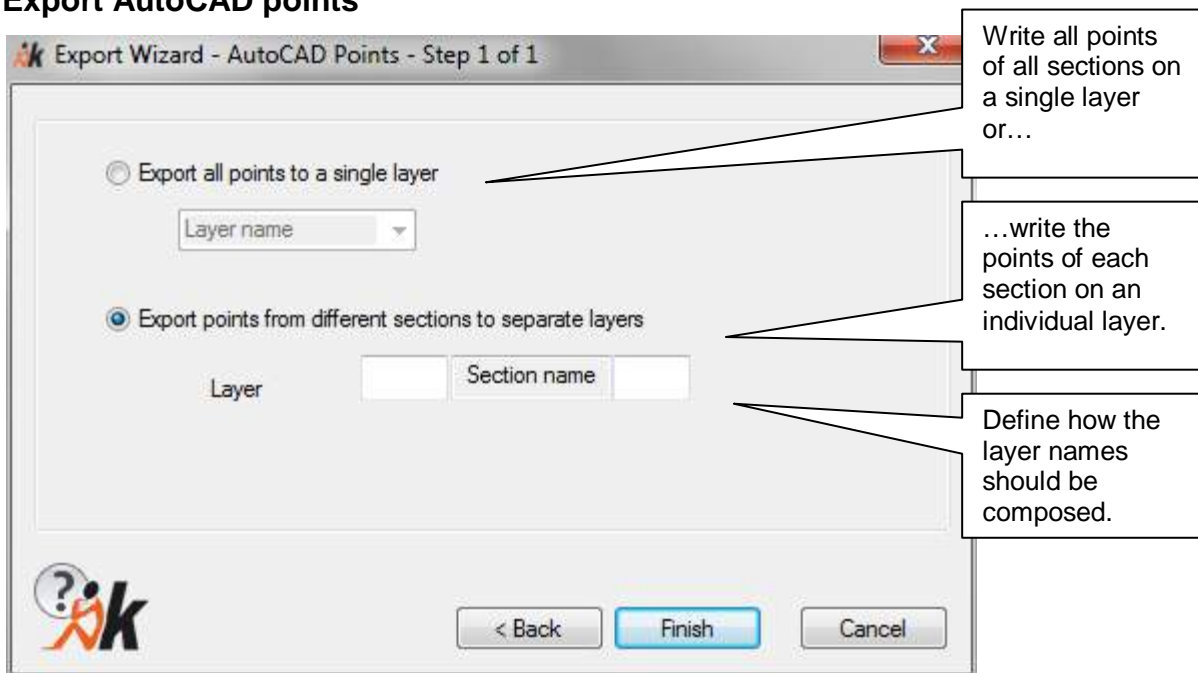 Export AutoCAD points
k Export Wizard - AutoCAD Points - Step 1 of 1
X
Write all points
of all sections on
a single layer
or…
Export all points to a single layer
Layer name
…write the
points of each
section on an
individual layer.
Export points from different sections to separate layers
Layer
Section name
Define how the
layer names
should be
composed.
? k
< Back
Finish
Cancel